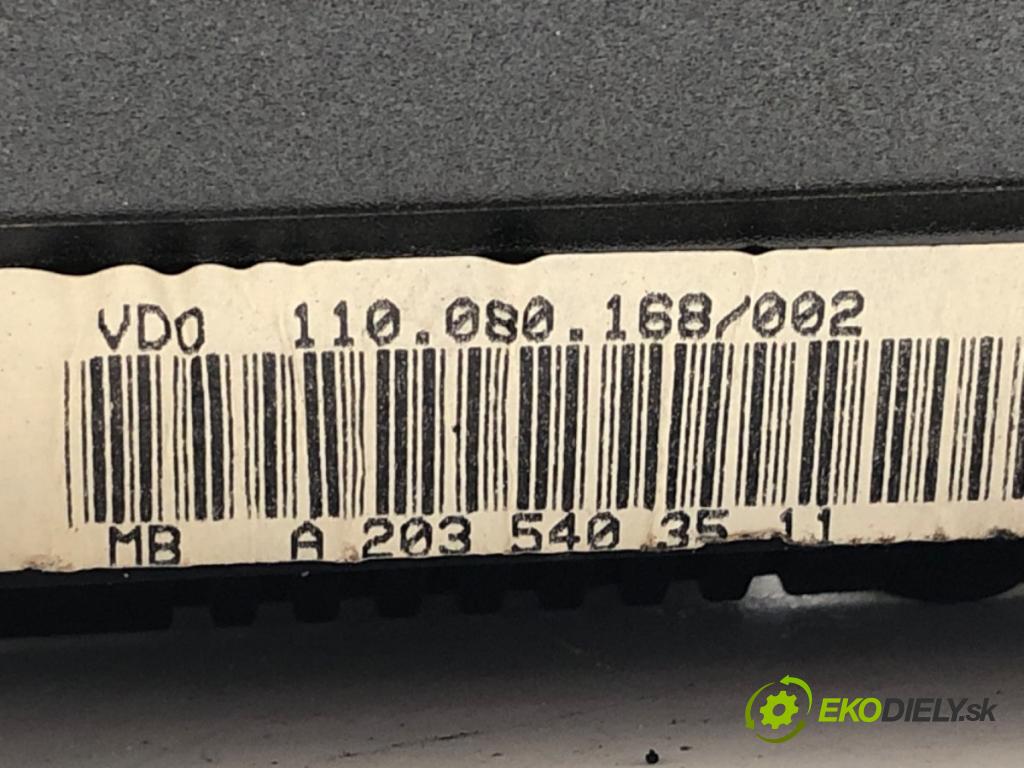 VDO 110.080.168/002
MB A 203 540 35 11
EKODIELY.sk